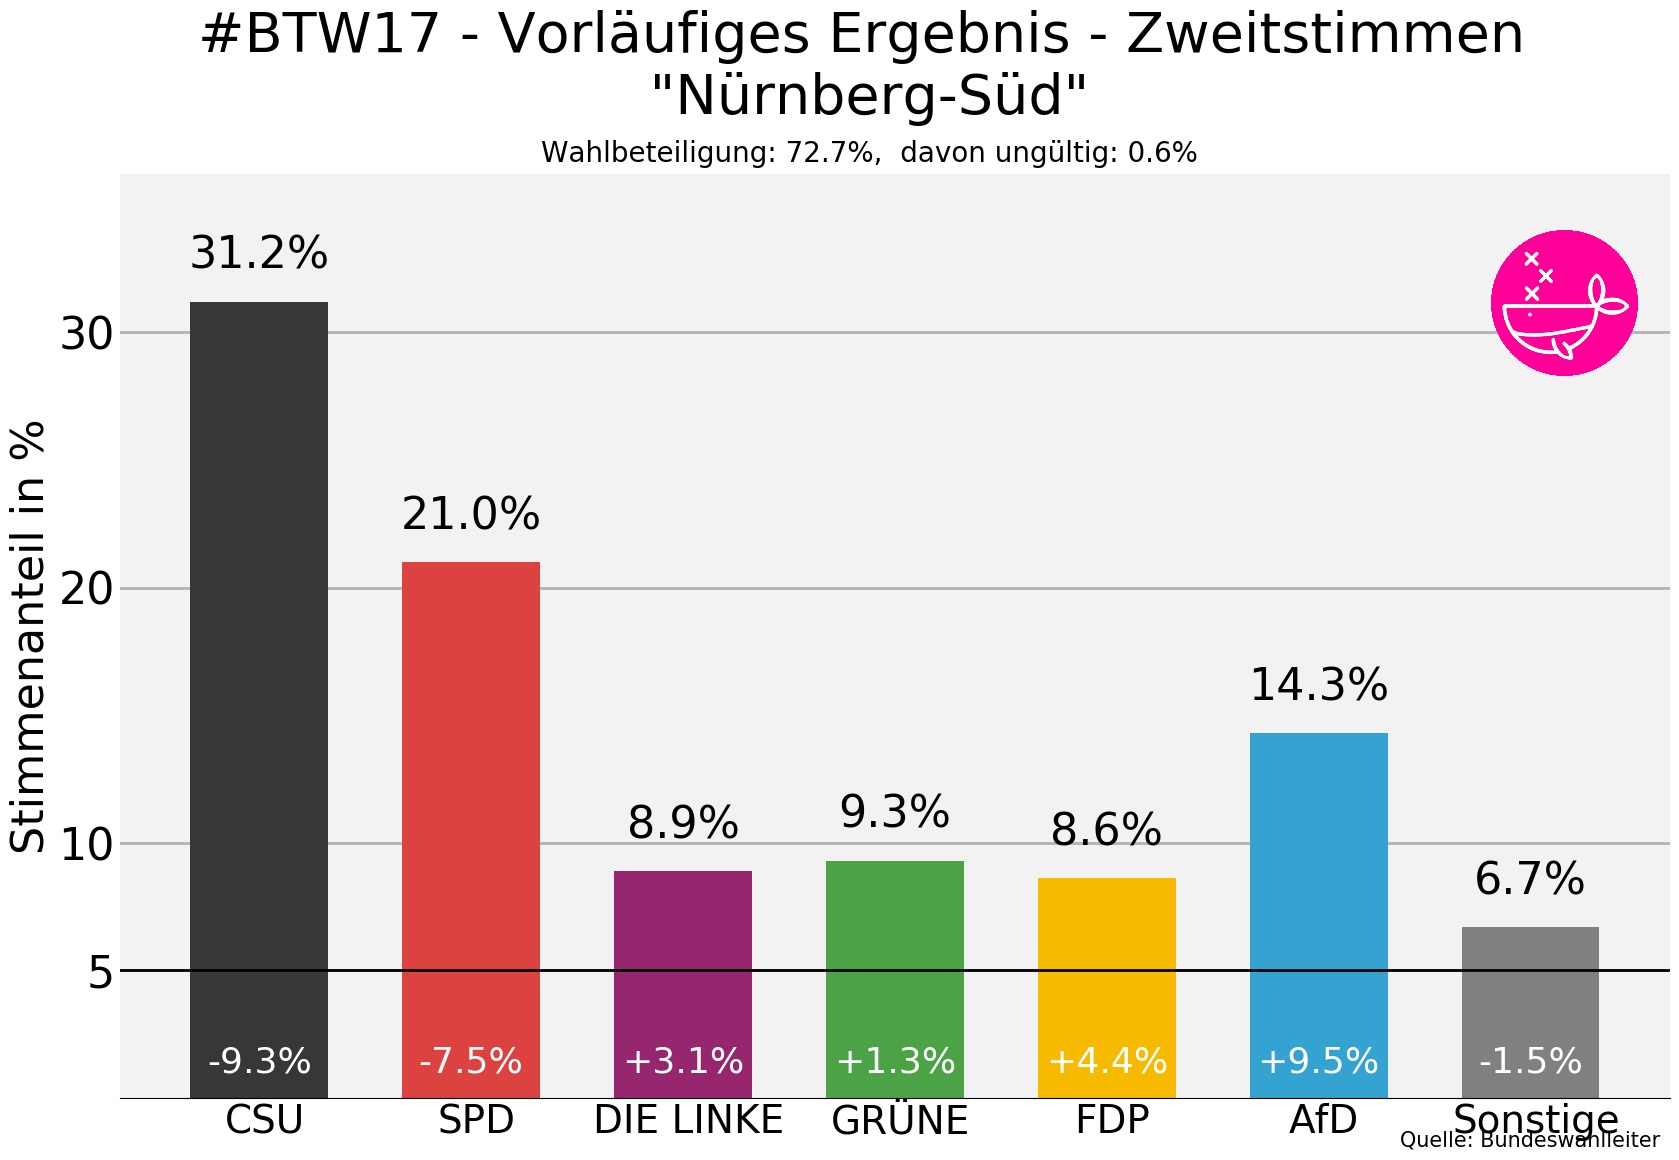 #BTW17 - Vorläufiges Ergebnis - Zweitstimmen
"Nürnberg-Süd"
Wahlbeteiligung: 72.7%, davon ungültig: 0.6%
Stimmenanteil in %
30
20
10
5
31.2%
21.0%
8.9%
9.3%
8.6%
14.3%
6.7%
-9.3%
-7.5%
+3.1%
+1.3%
+4.4%
+9.5%
-1.5%
CSU
SPD
DIE LINKE
GRÜNE
FDP
AfD
Sonstige
Quelle: Bundeswahlleiter